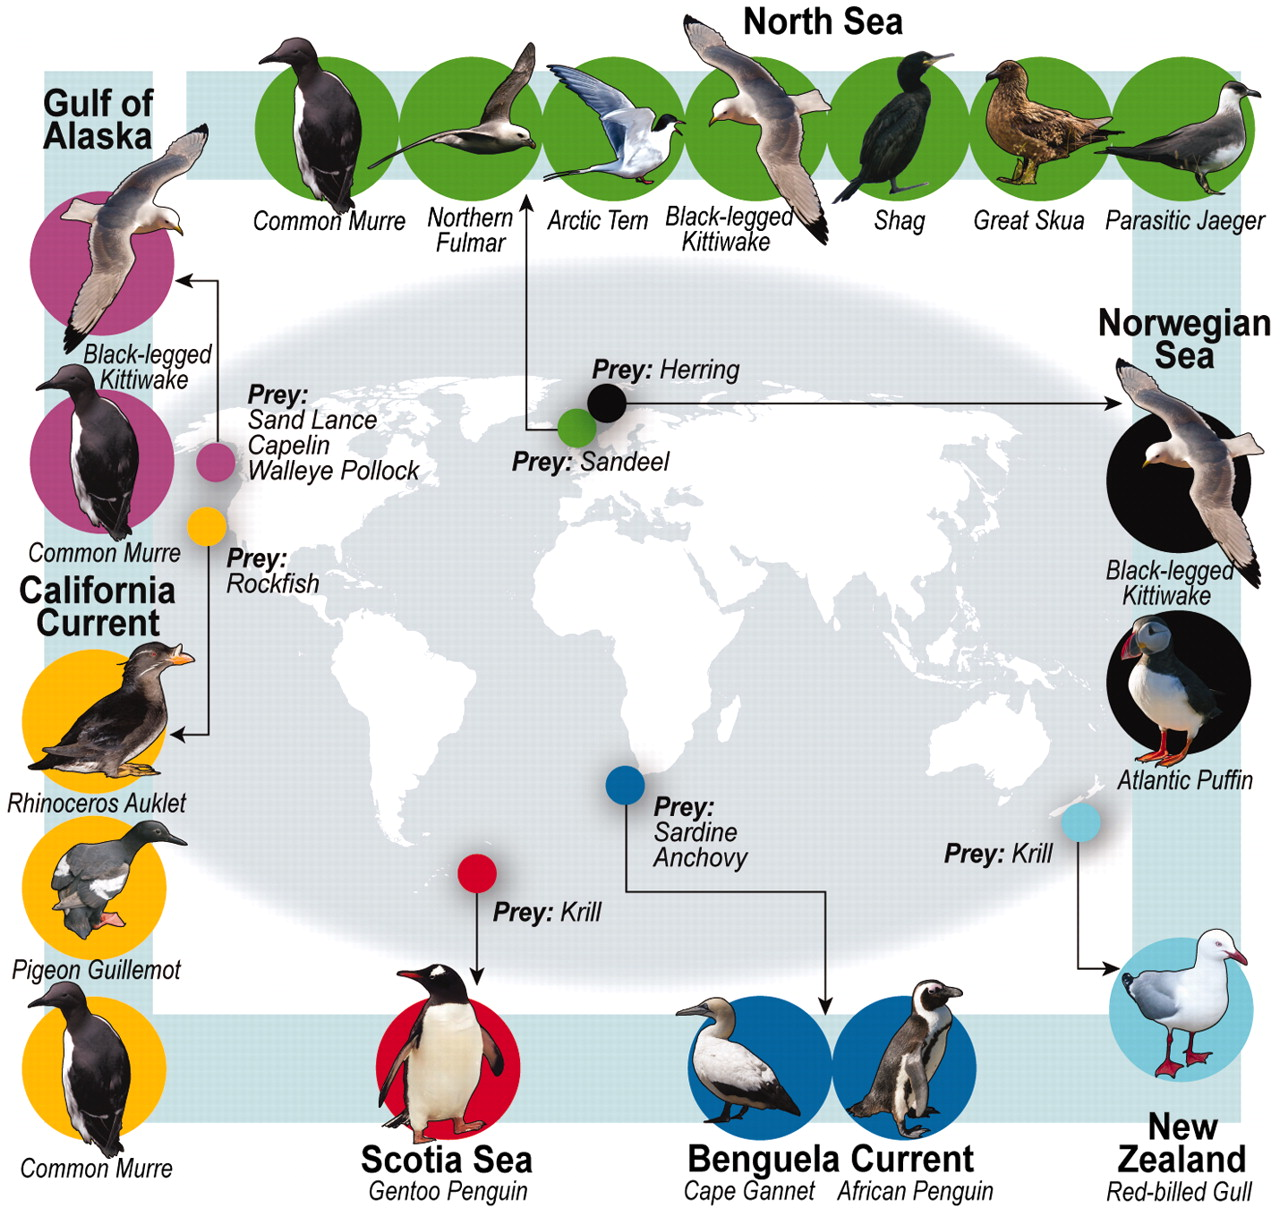 North Sea
Common Murre
Northern
Fulmar
Arctic Tern
Black-legged
Kittiwake
Shag
Great Skua
Parasitic Jaeger
Gulf of
Alaska
Black-legged
Kittiwake
Common Murre
Prey:
Sand Lance
Capelin
Walleye Pollock
Prey: Herring
Prey: Sandeel
Norwegian
Sea
Black-legged
Kittiwake
Atlantic Puffin
Prey:
Rockfish
California
Current
Rhinoceros Auklet
Pigeon Guillemot
Common Murre
Prey: Krill
Scotia Sea
Gentoo Penguin
Prey:
Sardine
Anchovy
Benguela Current
Cape Gannet
African Penguin
Prey: Krill
New
Zealand
Red-billed Gull